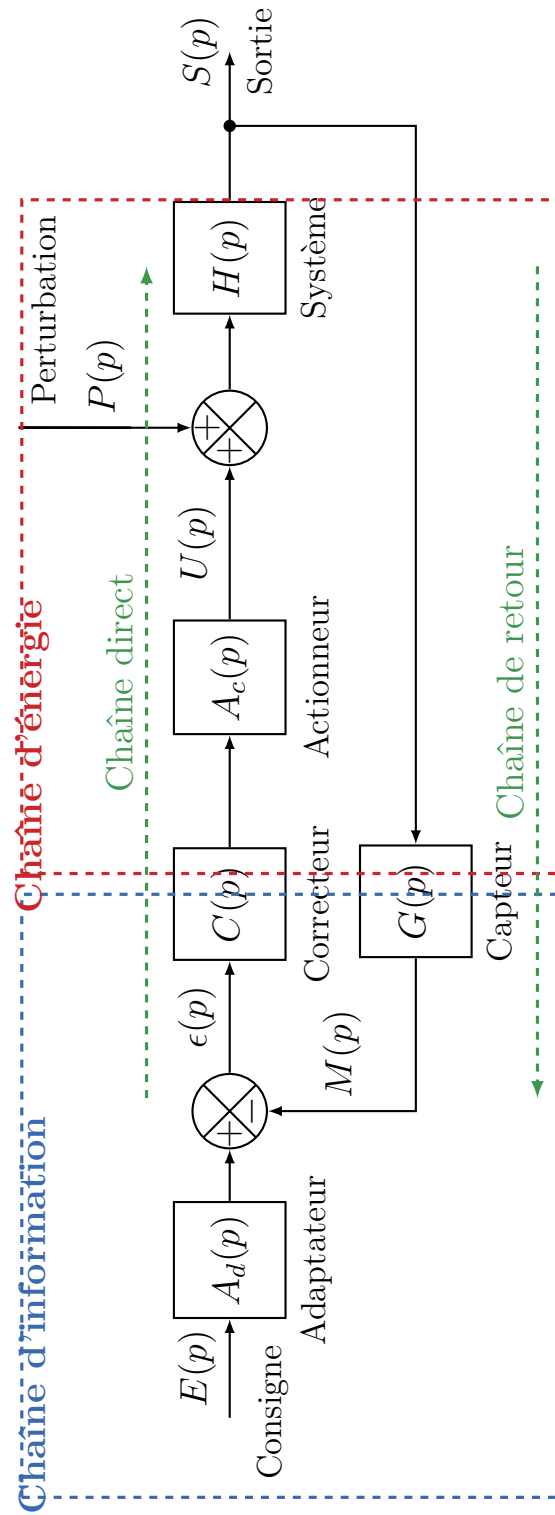 Chaîne d'information
Chaîne d'énergie
Perturbation
P(p)
Chaîne direct
E(p)
Consigne
A_d(p)
Adaptateur
+
−
ϵ(p)
C(p)
Correcteur
A_c(p)
Actionneur
U(p)
+
+
H(p)
Système
S(p)
Sortie
M(p)
G(p)
Capteur
Chaîne de retour